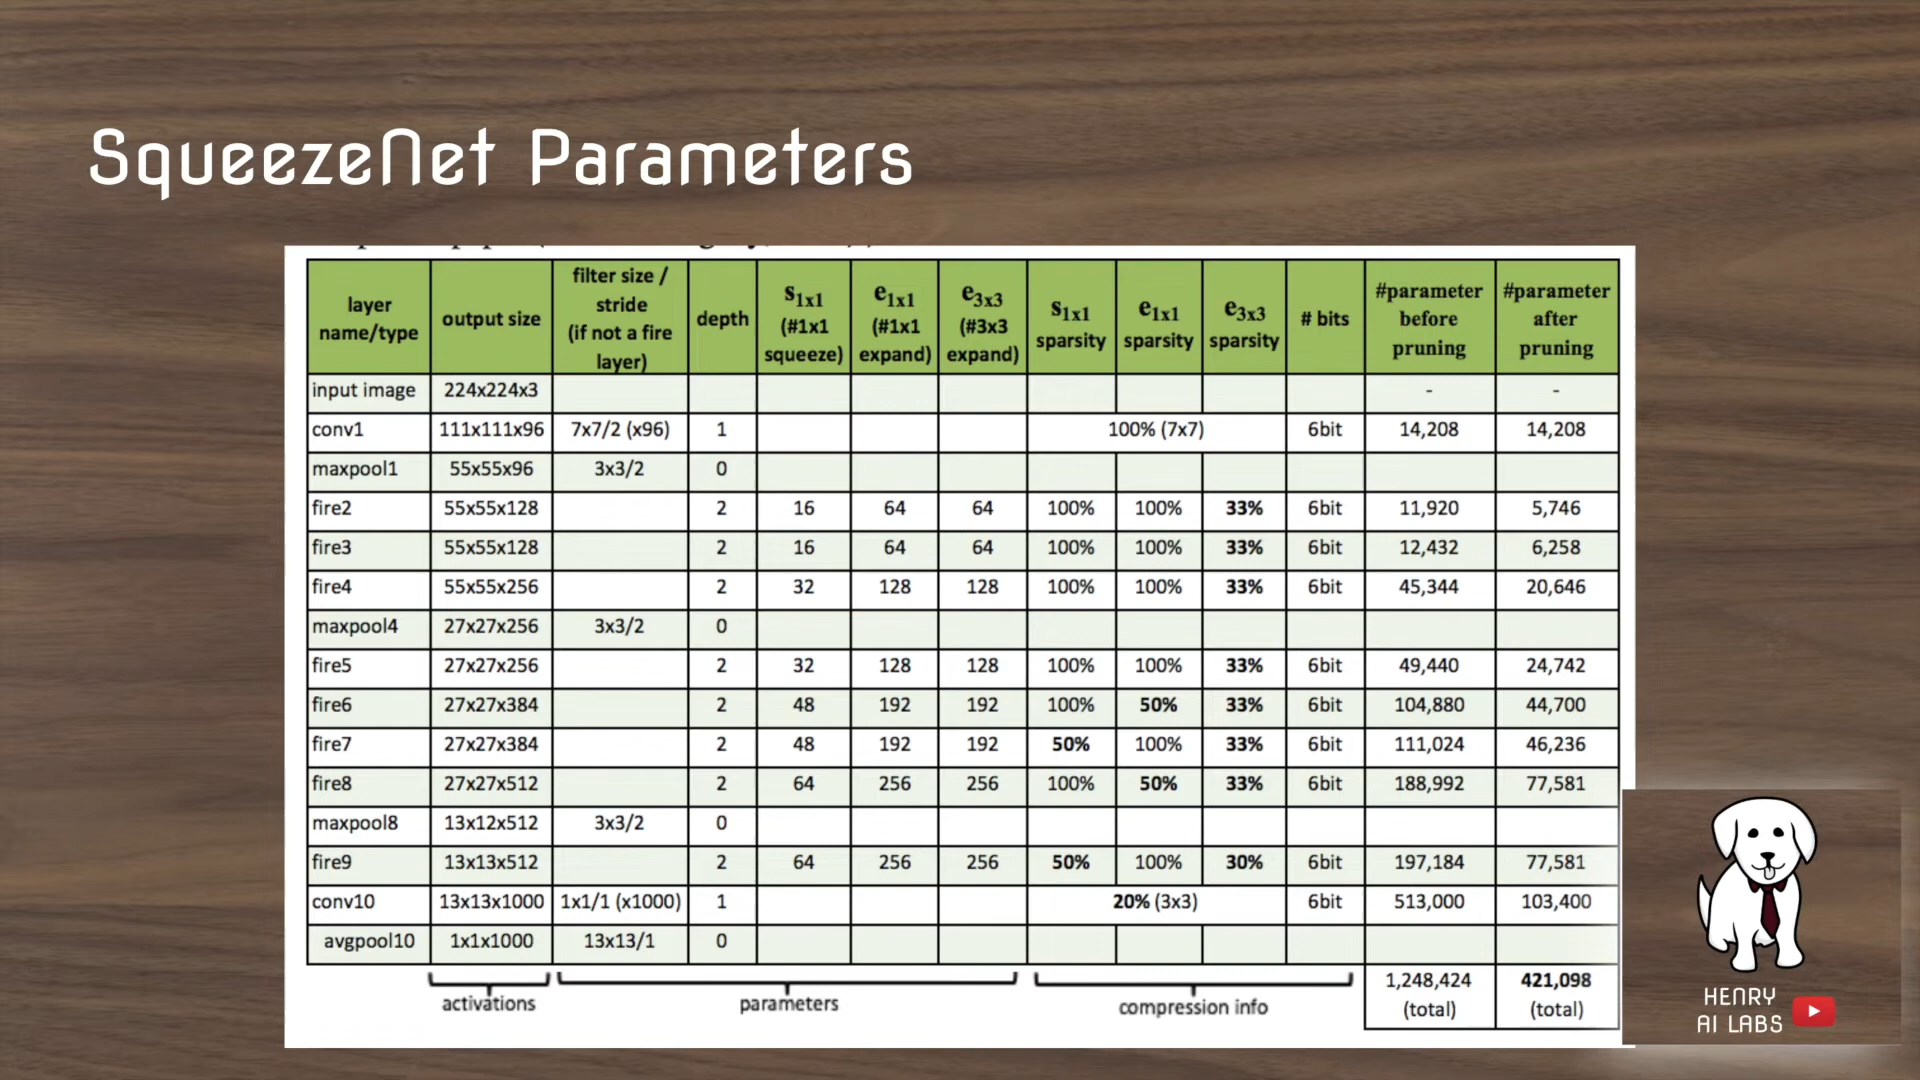 SqueezeNet Parameters
layer name/type | output size | filter size / stride (if not a fire layer) | depth | s1x1 (#1x1 squeeze) | e1x1 (#1x1 expand) | e3x3 (#3x3 expand) | s1x1 sparsity | e1x1 sparsity | e3x3 sparsity | # bits | #parameter before pruning | #parameter after pruning
input image | 224x224x3 | | | | | | | | | | - | -
conv1 | 111x111x96 | 7x7/2 (x96) | 1 | | | | 100% (7x7) | 6bit | 14,208 | 14,208
maxpool1 | 55x55x96 | 3x3/2 | 0
fire2 | 55x55x128 | | 2 | 16 | 64 | 64 | 100% | 100% | 33% | 6bit | 11,920 | 5,746
fire3 | 55x55x128 | | 2 | 16 | 64 | 64 | 100% | 100% | 33% | 6bit | 12,432 | 6,258
fire4 | 55x55x256 | | 2 | 32 | 128 | 128 | 100% | 100% | 33% | 6bit | 45,344 | 20,646
maxpool4 | 27x27x256 | 3x3/2 | 0
fire5 | 27x27x256 | | 2 | 32 | 128 | 128 | 100% | 100% | 33% | 6bit | 49,440 | 24,742
fire6 | 27x27x384 | | 2 | 48 | 192 | 192 | 100% | 50% | 33% | 6bit | 104,880 | 44,700
fire7 | 27x27x384 | | 2 | 48 | 192 | 192 | 50% | 100% | 33% | 6bit | 111,024 | 46,236
fire8 | 27x27x512 | | 2 | 64 | 256 | 256 | 100% | 50% | 33% | 6bit | 188,992 | 77,581
maxpool8 | 13x12x512 | 3x3/2 | 0
fire9 | 13x13x512 | | 2 | 64 | 256 | 256 | 50% | 100% | 30% | 6bit | 197,184 | 77,581
conv10 | 13x13x1000 | 1x1/1 (x1000) | 1 | | | | 20% (3x3) | 6bit | 513,000 | 103,400
avgpool10 | 1x1x1000 | 13x13/1 | 0
activations | parameters | compression info | 1,248,424 (total) | 421,098 (total)
HENRY
AI LABS